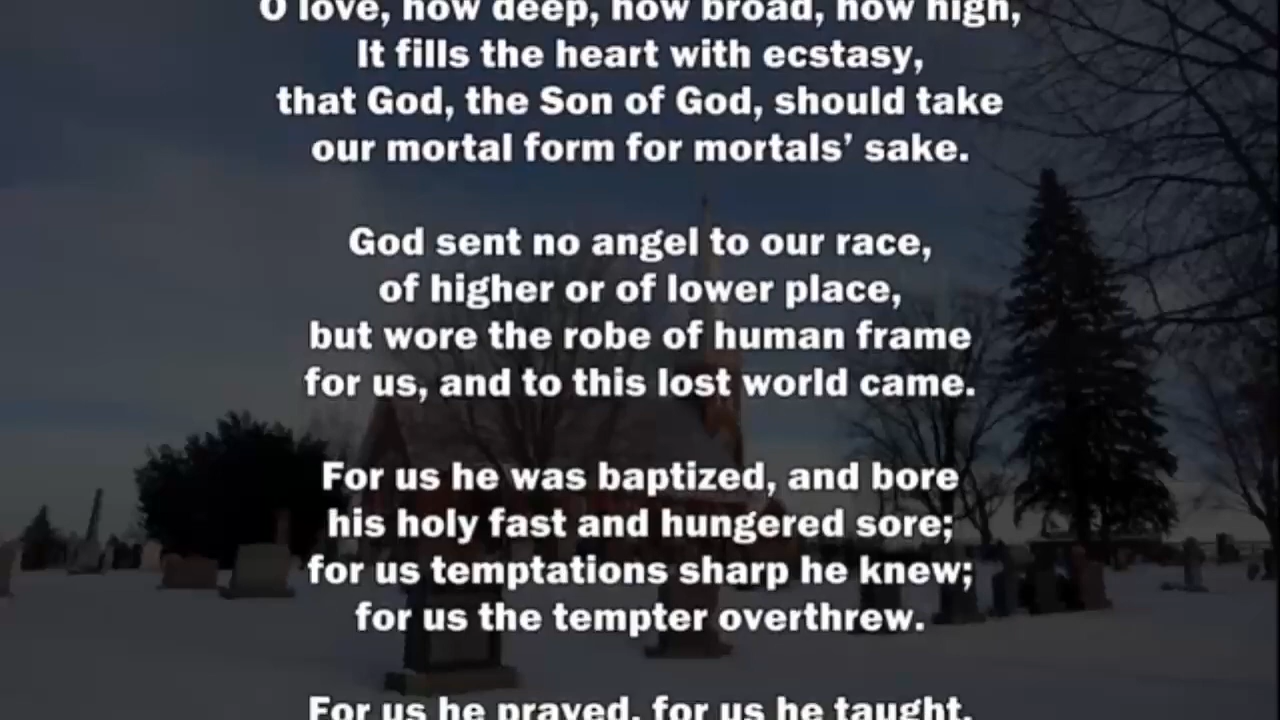 O love, how deep, how broad, how high,
It fills the heart with ecstasy,
that God, the Son of God, should take
our mortal form for mortals’ sake.
God sent no angel to our race,
of higher or of lower place,
but wore the robe of human frame
for us, and to this lost world came.
For us he was baptized, and bore
his holy fast and hungered sore;
for us temptations sharp he knew;
for us the tempter overthrew.
For us he prayed, for us he taught,